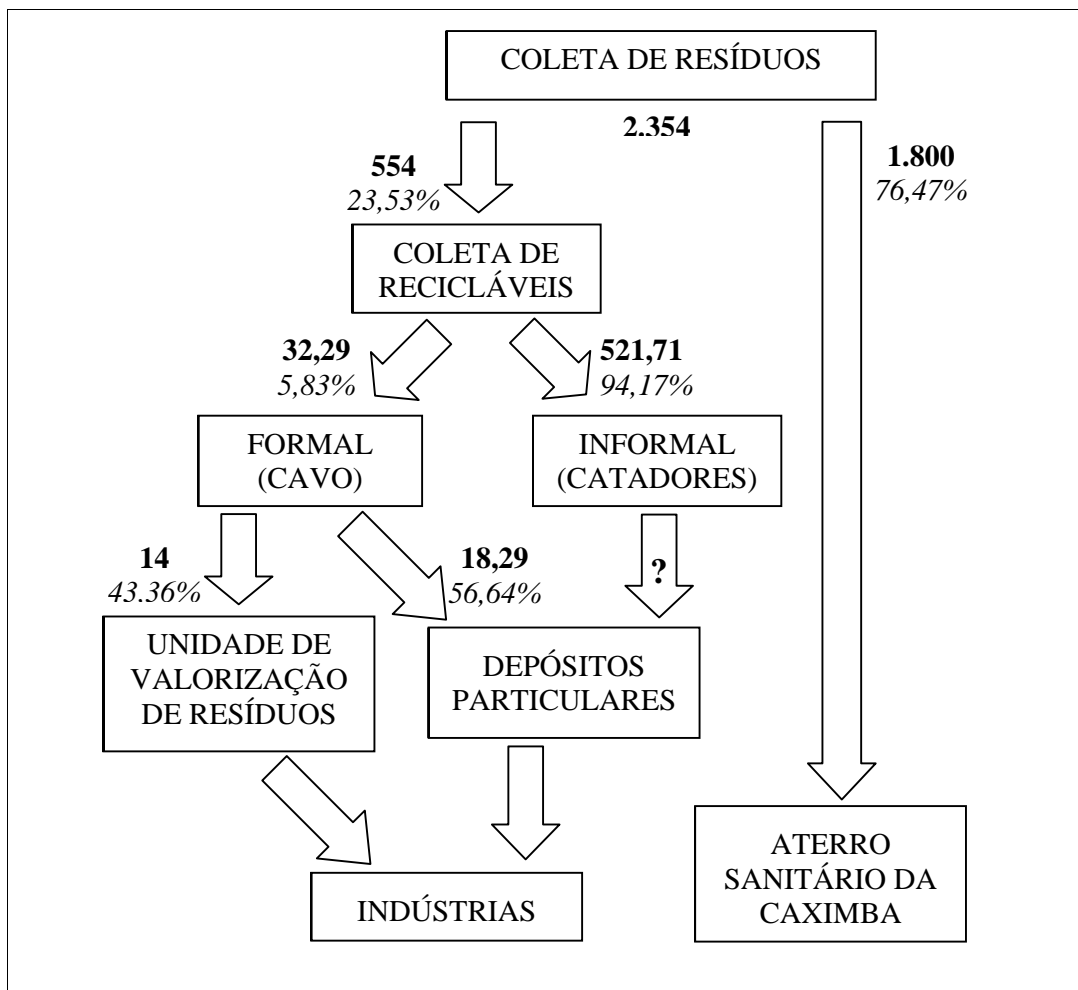 COLETA DE RESÍDUOS
2.354
554
23,53%
1.800
76,47%
COLETA DE
RECICLÁVEIS
32,29
5,83%
521,71
94,17%
FORMAL
(CAVO)
INFORMAL
(CATADORES)
14
43.36%
18,29
56,64%
?
UNIDADE DE
VALORIZAÇÃO
DE RESÍDUOS
DEPÓSITOS
PARTICULARES
INDÚSTRIAS
ATERRO
SANITÁRIO DA
CAXIMBA